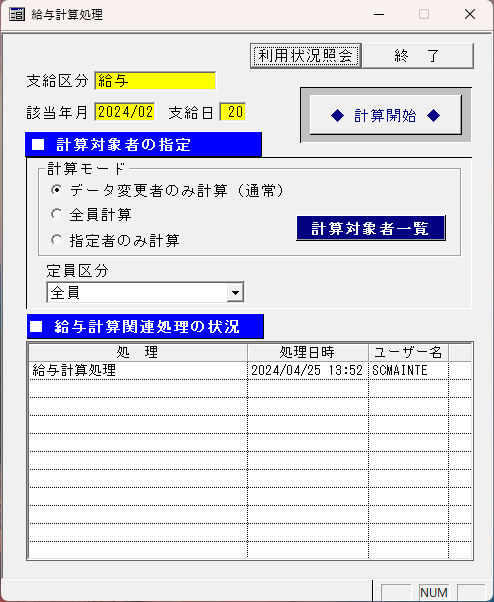 給与計算処理
利用状況照会 終 了
支給区分 給与
該当年月 2024/02 支給日 20
◆ 計算開始 ◆
■ 計算対象者の指定
計算モード
データ変更者のみ計算（通常）
全員計算
指定者のみ計算
計算対象者一覧
定員区分
全員
■ 給与計算関連処理の状況
処 理 処理日時 ユーザー名
給与計算処理 2024/04/25 13:52 SCMAINTE
NUM